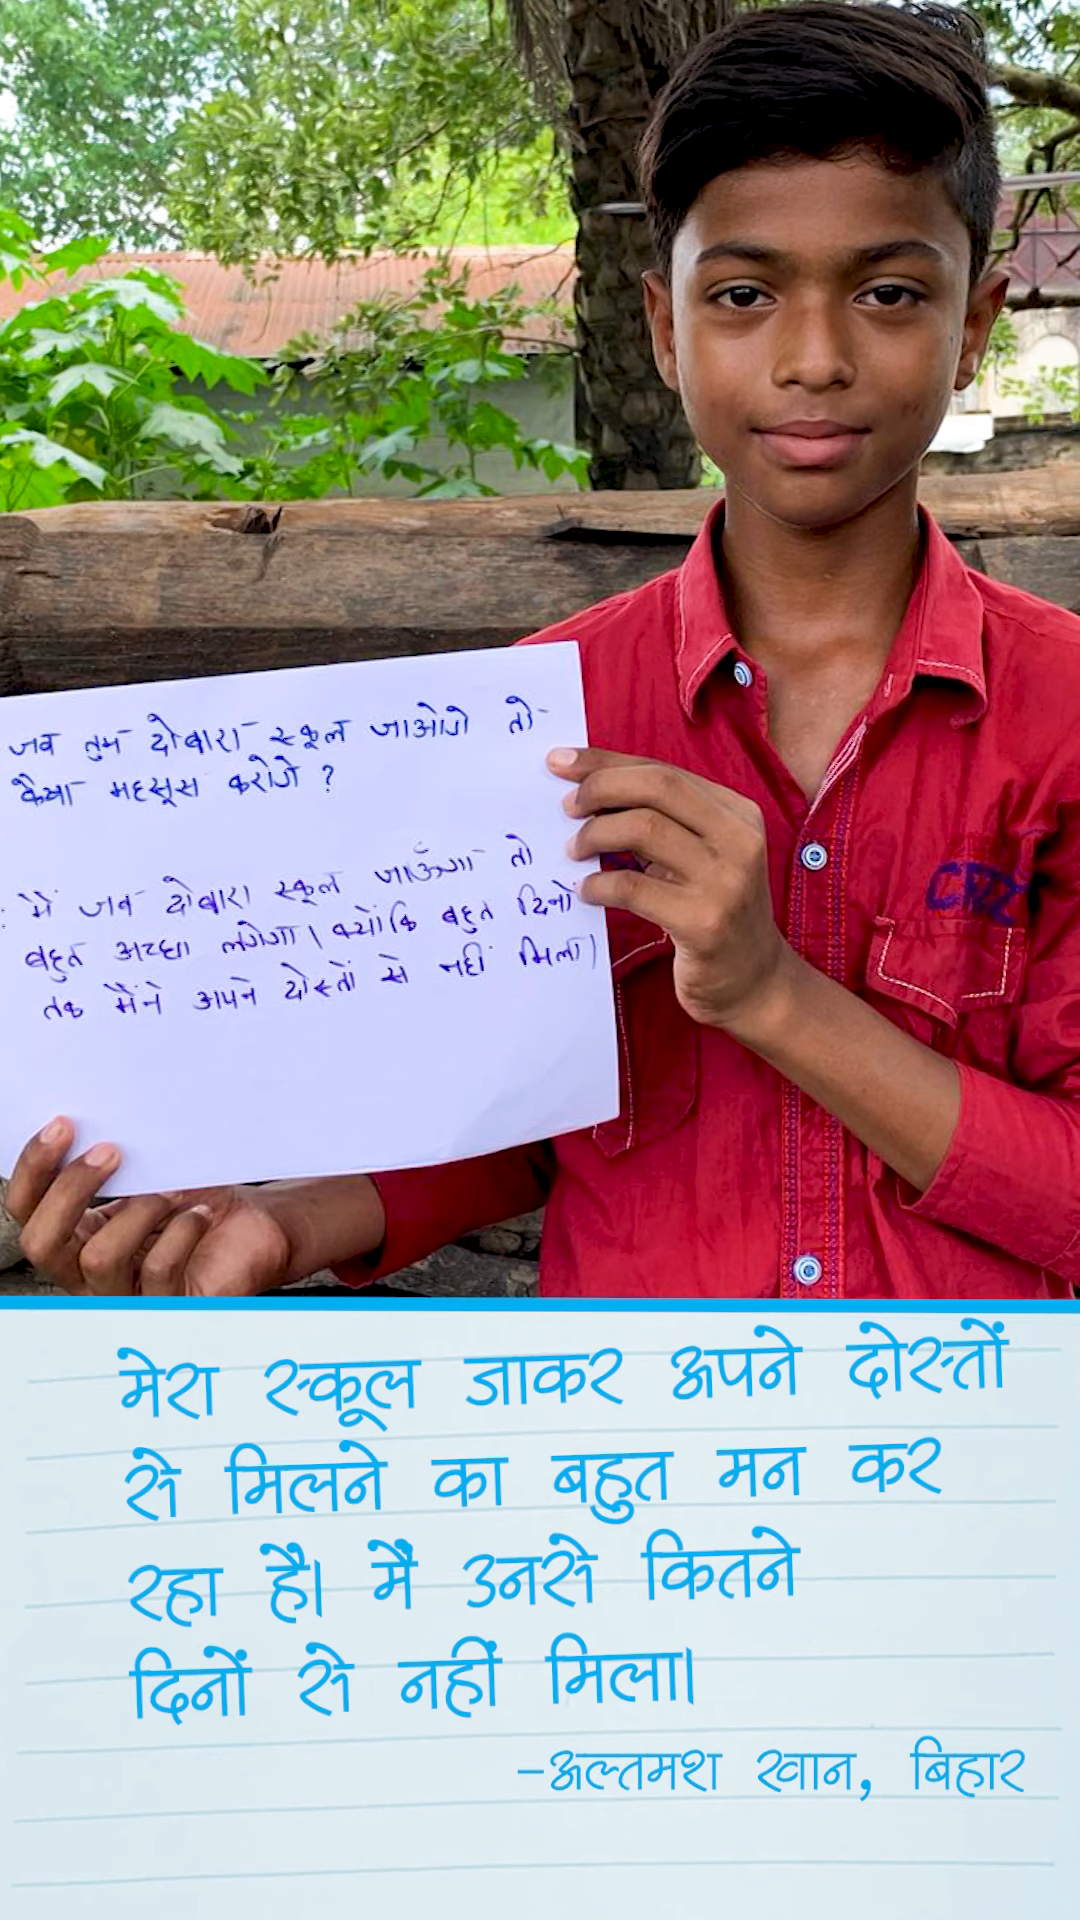 जब तुम दोबारा स्कूल जाओगे तो
कैसा महसूस करोगे ?
: मैं जब दोबारा स्कूल जाऊँगा तो
बहुत अच्छा लगेगा। क्योंकि बहुत दिनों
तक मैंने अपने दोस्तों से नहीं मिला।
मेरा स्कूल जाकर अपने दोस्तों
से मिलने का बहुत मन कर
रहा है। मैं उनसे कितने
दिनों से नहीं मिला।
-अल्तमश खान, बिहार